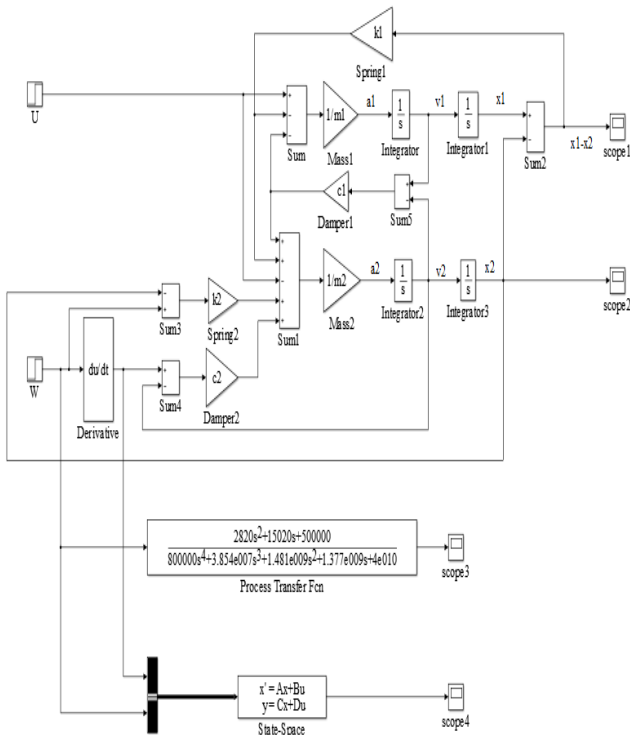 k1
Spring1
U
+
-
-
Sum
1/m1
Mass1
a1
1
s
Integrator
v1
1
s
Integrator1
x1
+
-
Sum2
x1-x2
scope1
c1
Damper1
+
-
Sum5
+
+
-
+
+
Sum1
1/m2
Mass2
a2
1
s
Integrator2
v2
1
s
Integrator3
x2
scope2
-
+
Sum3
k2
Spring2
W
du/dt
Derivative
+
-
Sum4
c2
Damper2
2820s2+15020s+500000
800000s4+3.854e007s3+1.481e009s2+1.377e009s+4e010
Process Transfer Fcn
scope3
x' = Ax+Bu
y= Cx+Du
State-Space
scope4